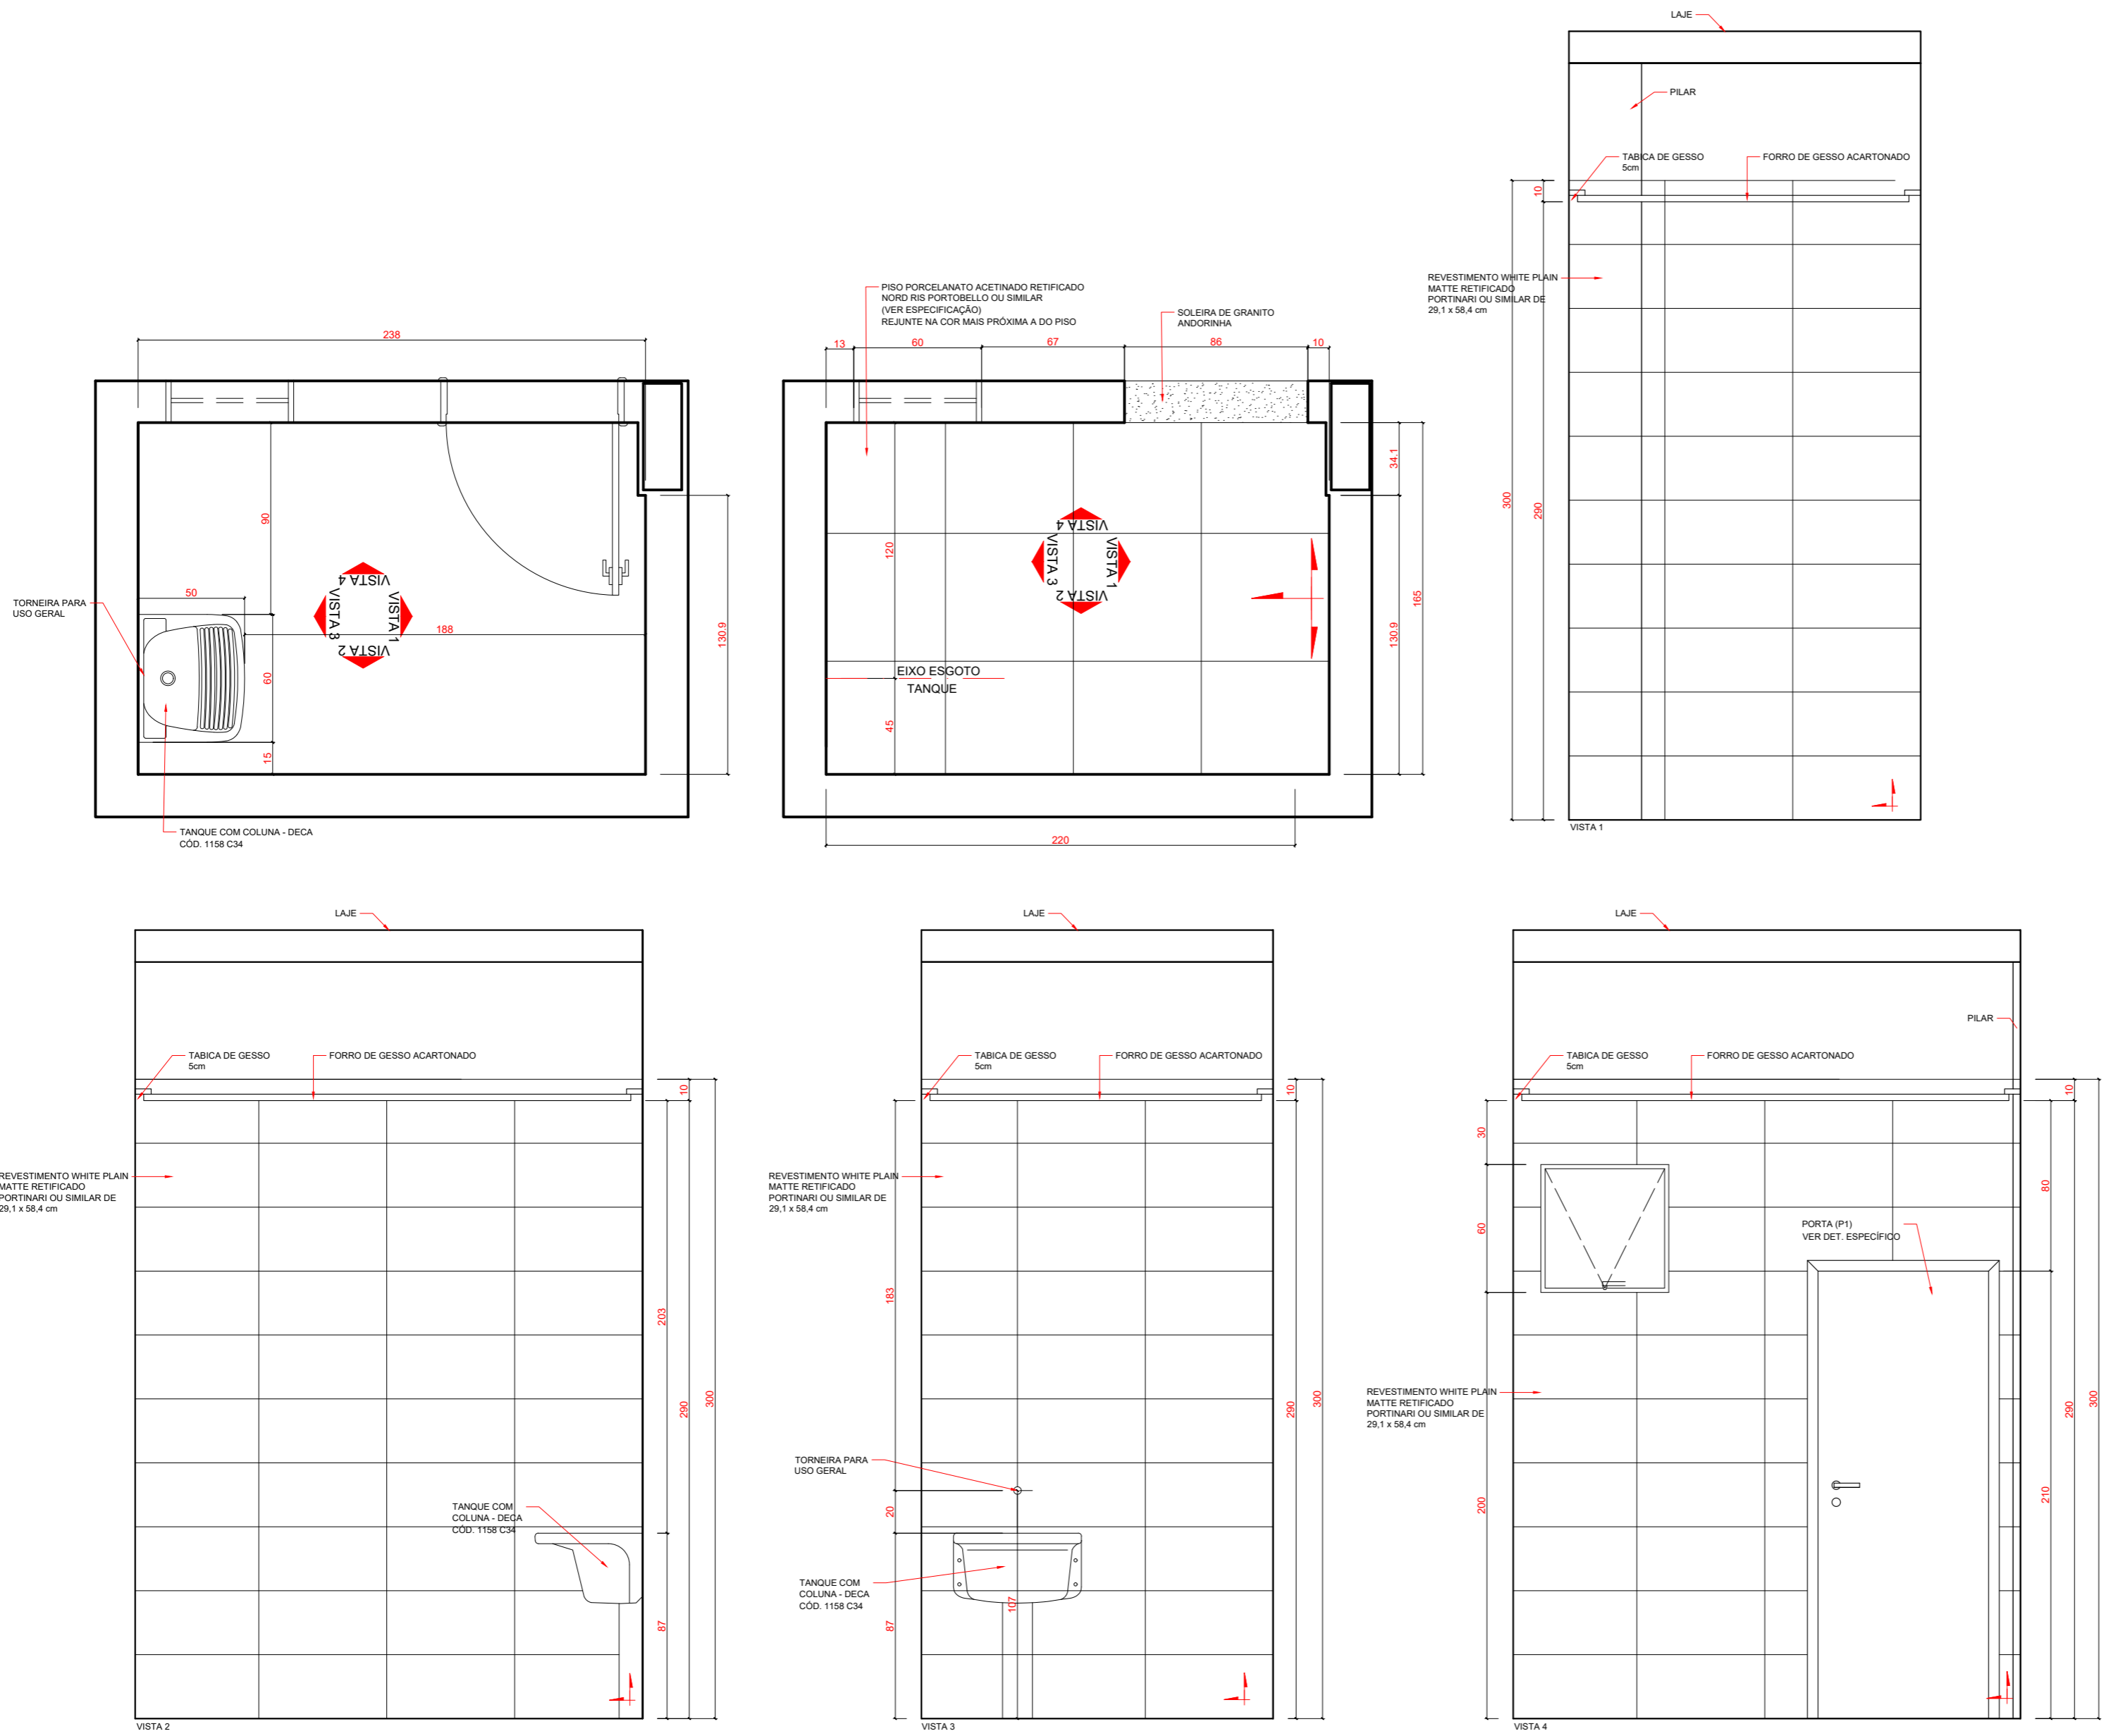 238
90
50
TORNEIRA PARA
USO GERAL
VISTA 4
VISTA 3
VISTA 1
VISTA 2
188
130.9
60
15
TANQUE COM COLUNA - DECA
CÓD. 1158 C34
PISO PORCELANATO ACETINADO RETIFICADO
NORD RIS PORTOBELLO OU SIMILAR
(VER ESPECIFICAÇÃO)
REJUNTE NA COR MAIS PRÓXIMA A DO PISO
SOLEIRA DE GRANITO
ANDORINHA
13
60
67
86
10
34.1
120
VISTA 4
VISTA 3
VISTA 1
VISTA 2
165
130.9
EIXO ESGOTO
TANQUE
45
220
LAJE
PILAR
TABICA DE GESSO
5cm
FORRO DE GESSO ACARTONADO
10
REVESTIMENTO WHITE PLAIN
MATTE RETIFICADO
PORTINARI OU SIMILAR DE
29,1 x 58,4 cm
300
290
VISTA 1
LAJE
TABICA DE GESSO
5cm
FORRO DE GESSO ACARTONADO
10
REVESTIMENTO WHITE PLAIN
MATTE RETIFICADO
PORTINARI OU SIMILAR DE
29,1 x 58,4 cm
203
290
300
TANQUE COM
COLUNA - DECA
CÓD. 1158 C34
87
VISTA 2
LAJE
TABICA DE GESSO
5cm
FORRO DE GESSO ACARTONADO
10
REVESTIMENTO WHITE PLAIN
MATTE RETIFICADO
PORTINARI OU SIMILAR DE
29,1 x 58,4 cm
183
290
300
TORNEIRA PARA
USO GERAL
20
TANQUE COM
COLUNA - DECA
CÓD. 1158 C34
107
87
VISTA 3
LAJE
PILAR
TABICA DE GESSO
5cm
FORRO DE GESSO ACARTONADO
10
30
80
60
PORTA (P1)
VER DET. ESPECÍFICO
REVESTIMENTO WHITE PLAIN
MATTE RETIFICADO
PORTINARI OU SIMILAR DE
29,1 x 58,4 cm
290
300
200
210
VISTA 4